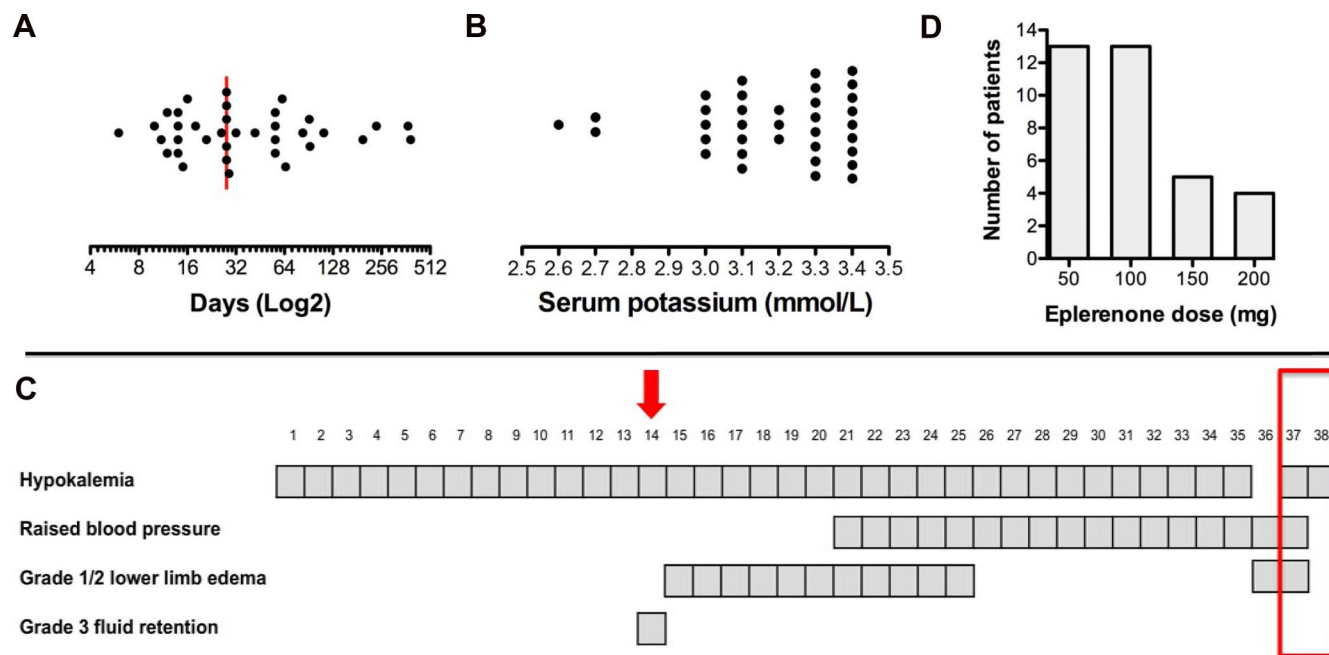 A
4 8 16 32 64 128 256 512
Days (Log2)
B
2.5 2.6 2.7 2.8 2.9 3.0 3.1 3.2 3.3 3.4 3.5
Serum potassium (mmol/L)
D
Number of patients
14
12
10
8
6
4
2
0
50 100 150 200
Eplerenone dose (mg)
C
1 2 3 4 5 6 7 8 9 10 11 12 13 14 15 16 17 18 19 20 21 22 23 24 25 26 27 28 29 30 31 32 33 34 35 36 37 38
Hypokalemia
Raised blood pressure
Grade 1/2 lower limb edema
Grade 3 fluid retention